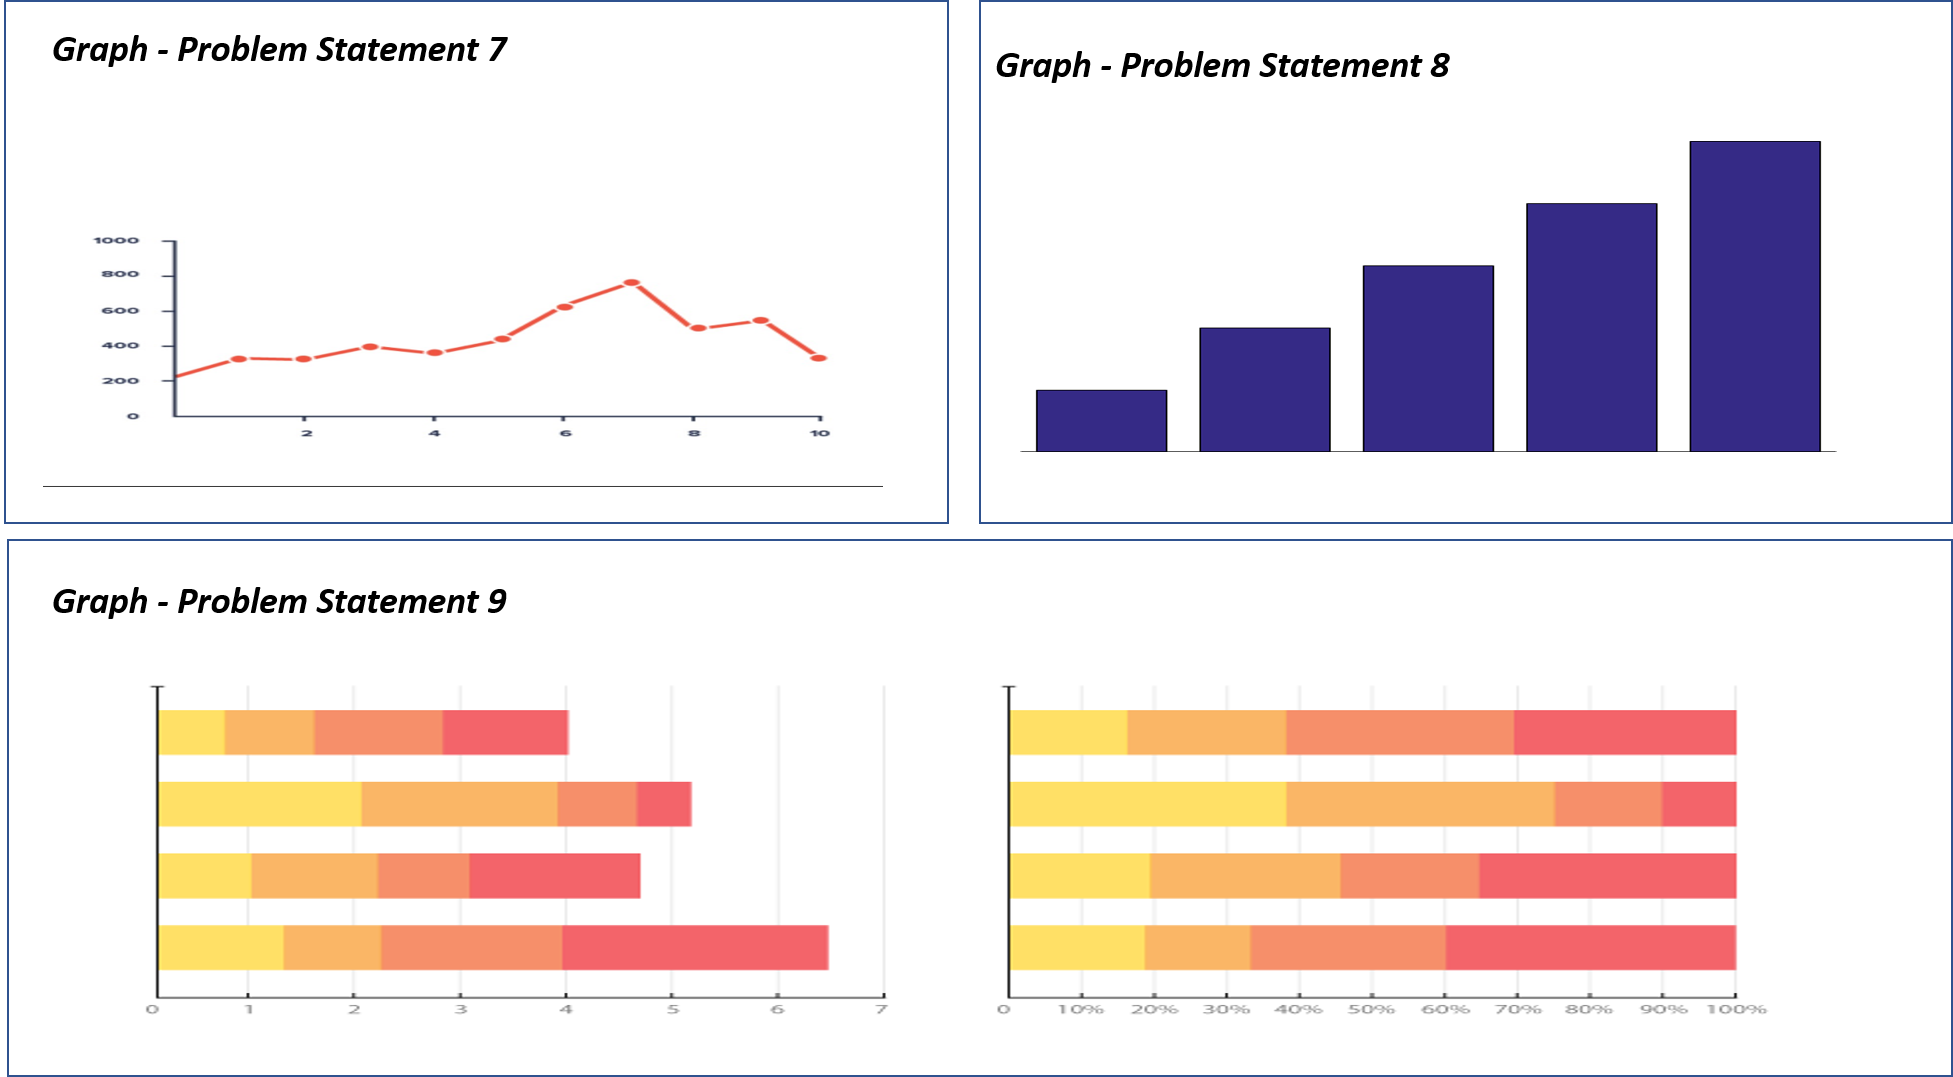 Graph - Problem Statement 7
1000
800
600
400
200
0
2 4 6 8 10
Graph - Problem Statement 8
Graph - Problem Statement 9
0 1 2 3 4 5 6 7
0 10% 20% 30% 40% 50% 60% 70% 80% 90% 100%